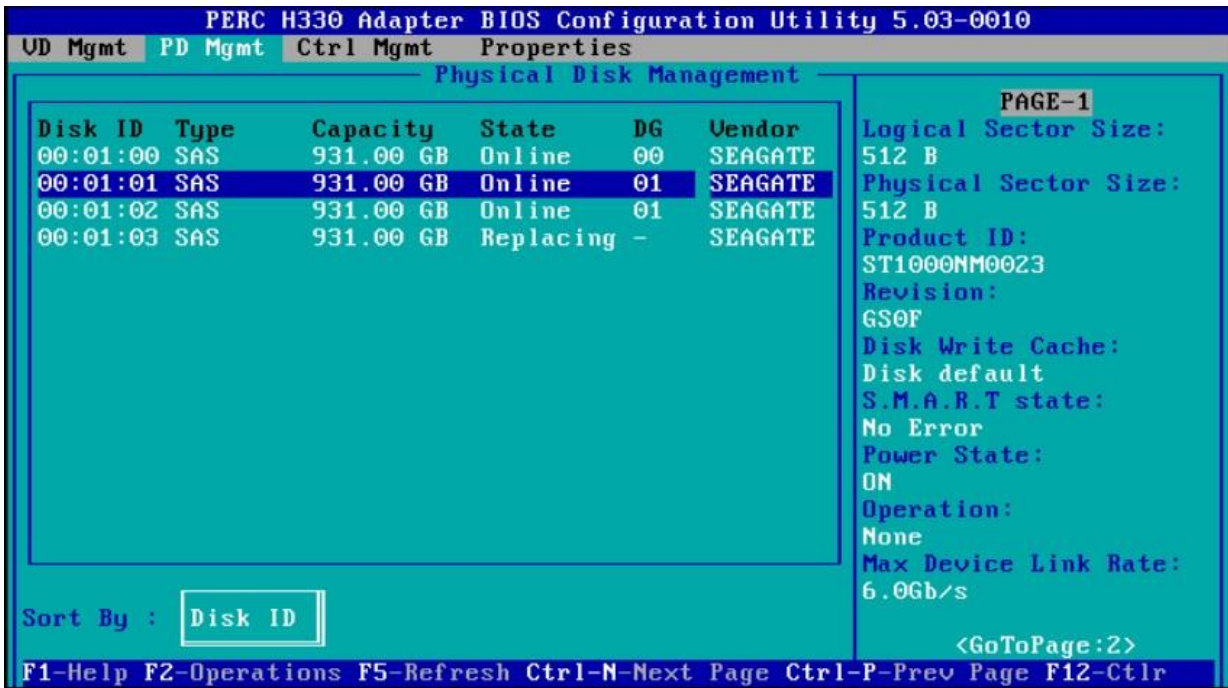 PERC H330 Adapter BIOS Configuration Utility 5.03-0010
VD Mgmt PD Mgmt Ctrl Mgmt Properties
Physical Disk Management
Disk ID Type Capacity State DG Vendor
00:01:00 SAS 931.00 GB Online 00 SEAGATE
00:01:01 SAS 931.00 GB Online 01 SEAGATE
00:01:02 SAS 931.00 GB Online 01 SEAGATE
00:01:03 SAS 931.00 GB Replacing - SEAGATE
Sort By : Disk ID
PAGE-1
Logical Sector Size:
512 B
Physical Sector Size:
512 B
Product ID:
ST1000NM0023
Revision:
GS0F
Disk Write Cache:
Disk default
S.M.A.R.T state:
No Error
Power State:
ON
Operation:
None
Max Device Link Rate:
6.0Gb/s
<GoToPage:2>
F1-Help F2-Operations F5-Refresh Ctrl-N-Next Page Ctrl-P-Prev Page F12-Ctlr